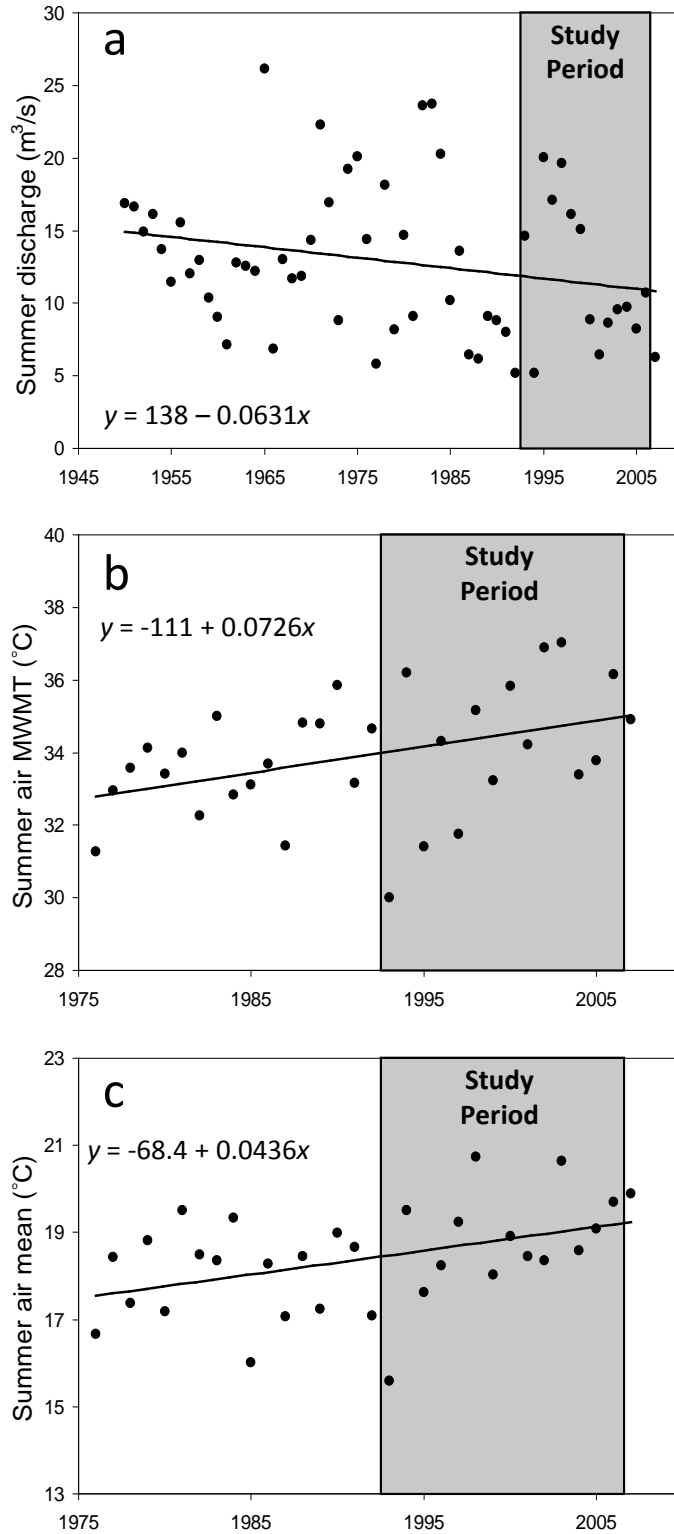 a
Study
Period
Summer discharge (m³/s)
30
25
20
15
10
5
0
y = 138 – 0.0631x
1945
1955
1965
1975
1985
1995
2005
b
Study
Period
y = -111 + 0.0726x
Summer air MWMT (°C)
40
38
36
34
32
30
28
1975
1985
1995
2005
c
Study
Period
y = -68.4 + 0.0436x
Summer air mean (°C)
23
21
19
17
15
13
1975
1985
1995
2005